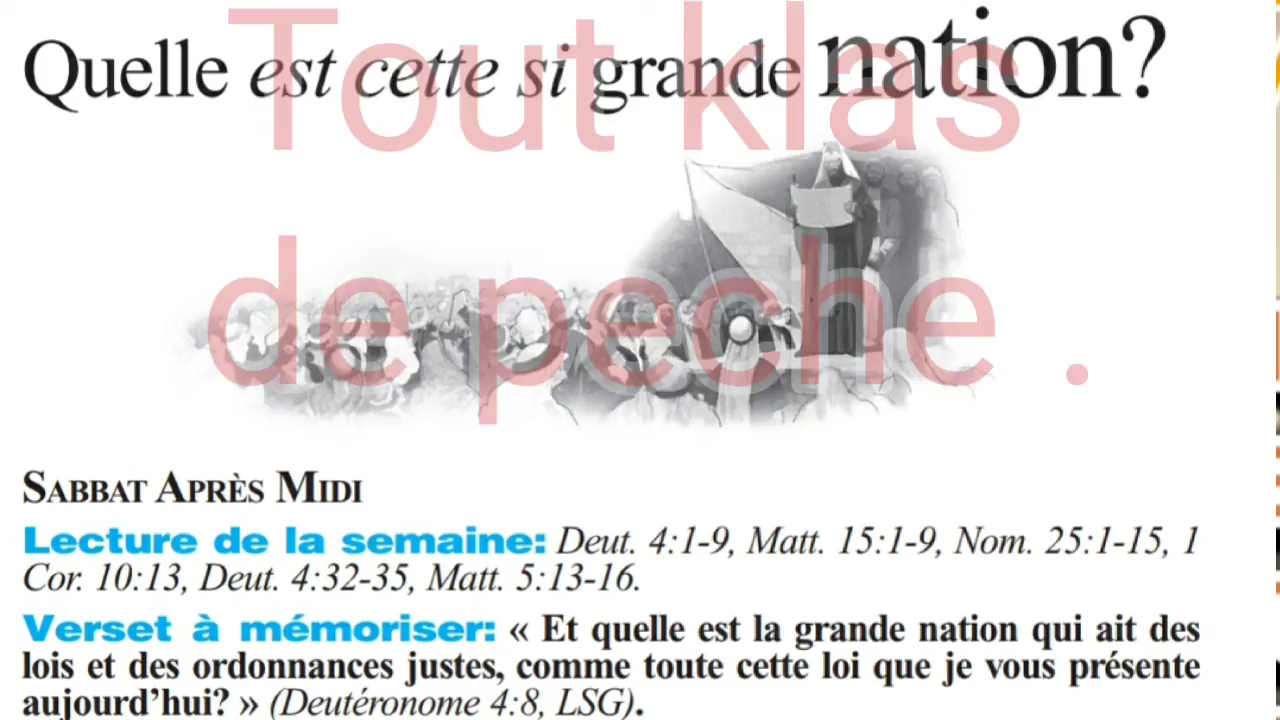 Quelle est cette si grande nation?
Tout klas
de peche .
SABBAT APRÈS MIDI
Lecture de la semaine: Deut. 4:1-9, Matt. 15:1-9, Nom. 25:1-15, 1
Cor. 10:13, Deut. 4:32-35, Matt. 5:13-16.
Verset à mémoriser: « Et quelle est la grande nation qui ait des
lois et des ordonnances justes, comme toute cette loi que je vous présente
aujourd’hui? » (Deutéronome 4:8, LSG).